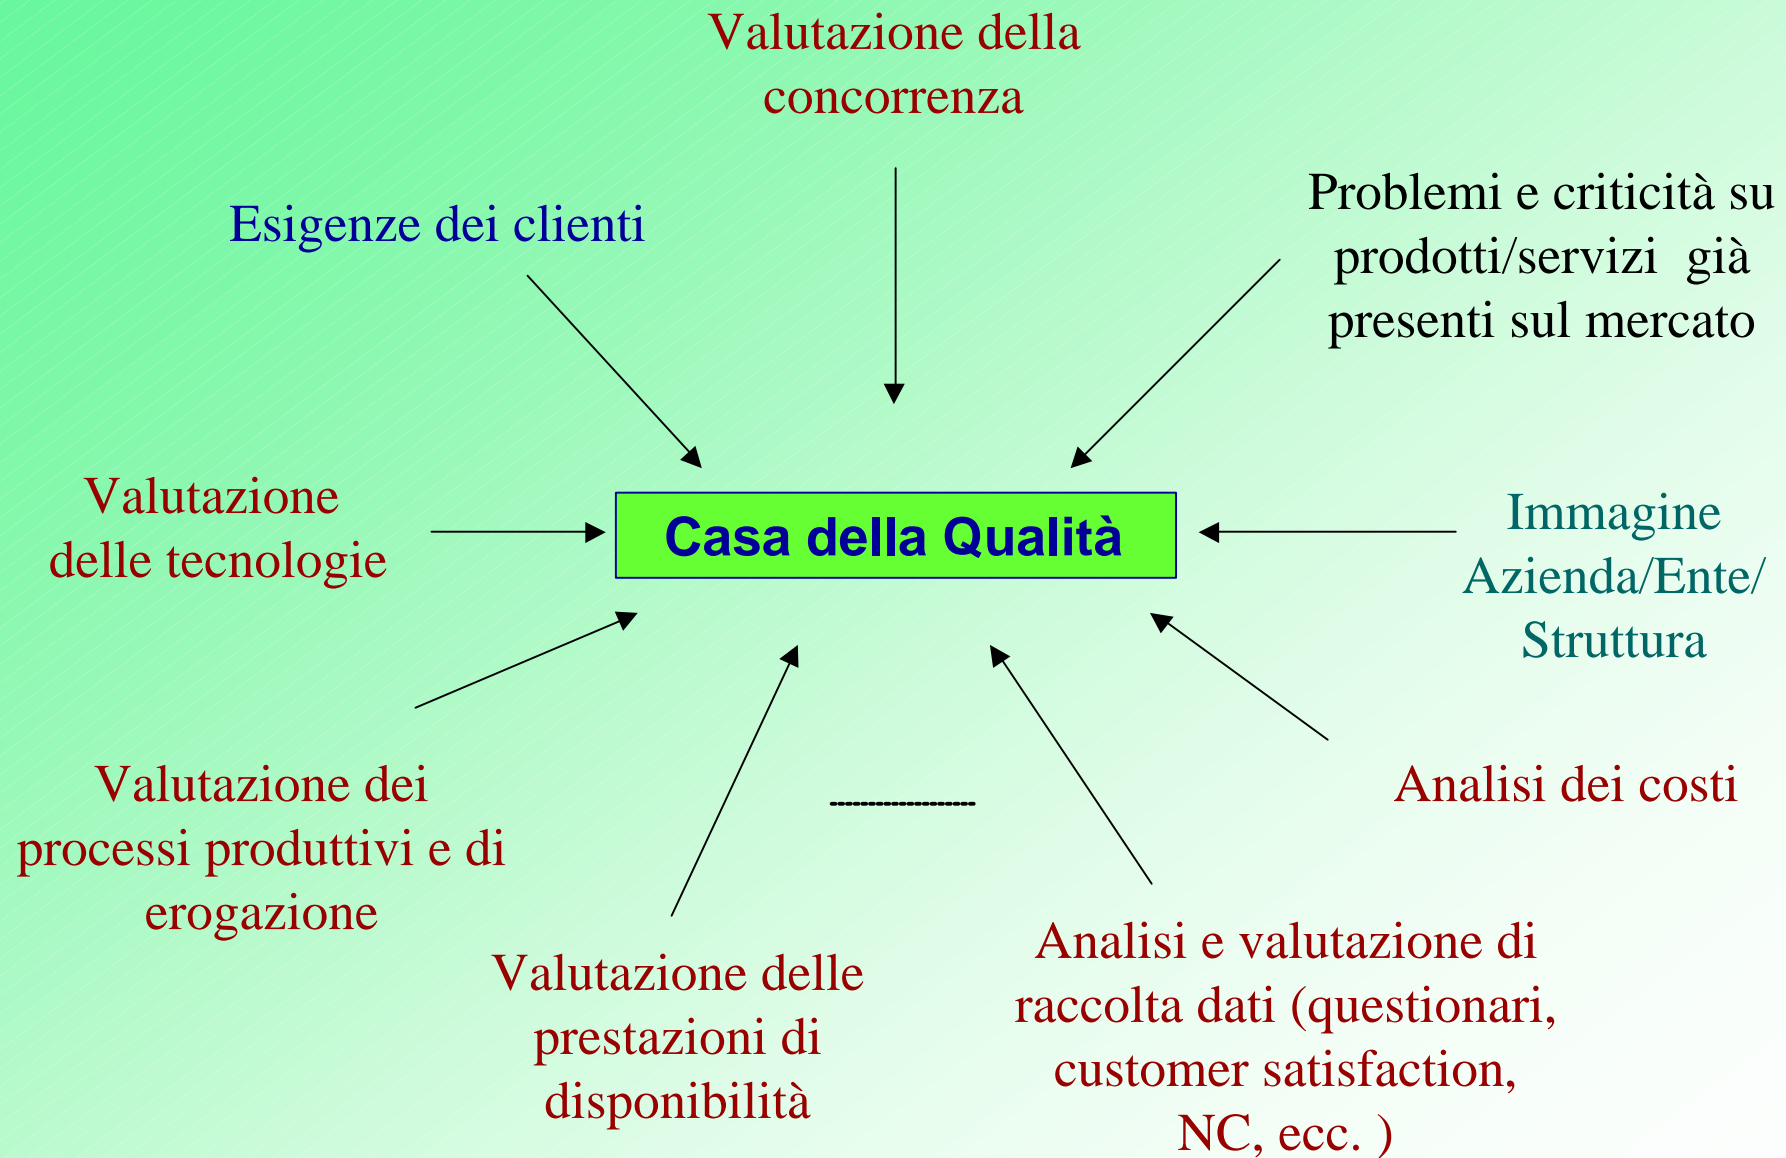 Valutazione della
concorrenza
Esigenze dei clienti
Problemi e criticità su
prodotti/servizi già
presenti sul mercato
Valutazione
delle tecnologie
Casa della Qualità
Immagine
Azienda/Ente/
Struttura
Valutazione dei
processi produttivi e di
erogazione
Analisi dei costi
Valutazione delle
prestazioni di
disponibilità
Analisi e valutazione di
raccolta dati (questionari,
customer satisfaction,
NC, ecc. )